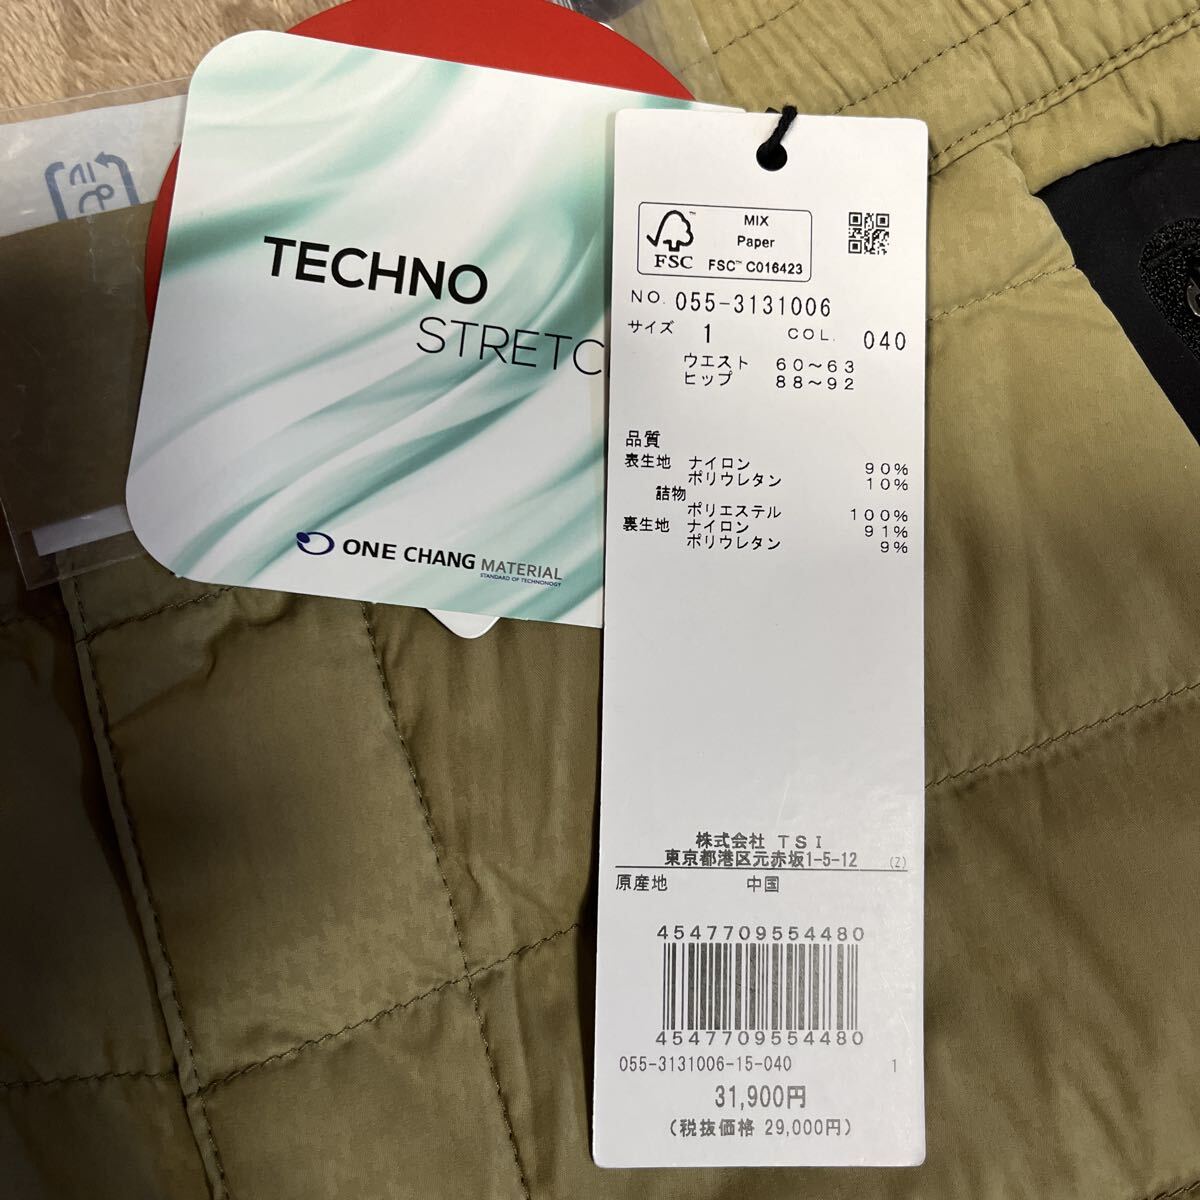 TECHNO
STRETC
ONE CHANG MATERIAL
STANDARD OF TECHNONOGY
FSC
MIX
Paper
FSC™ C016423
NO. 055-3131006
サイズ 1 COL. 040
ウエスト 60～63
ヒップ 88～92
品質
表生地 ナイロン 90%
ポリウレタン 10%
詰物
ポリエステル 100%
裏生地 ナイロン 91%
ポリウレタン 9%
株式会社 TSI
東京都港区元赤坂1-5-12 (Z)
原産地 中国
4547709554480
4547709554480
055-3131006-15-040 1
31,900円
(税抜価格 29,000円)